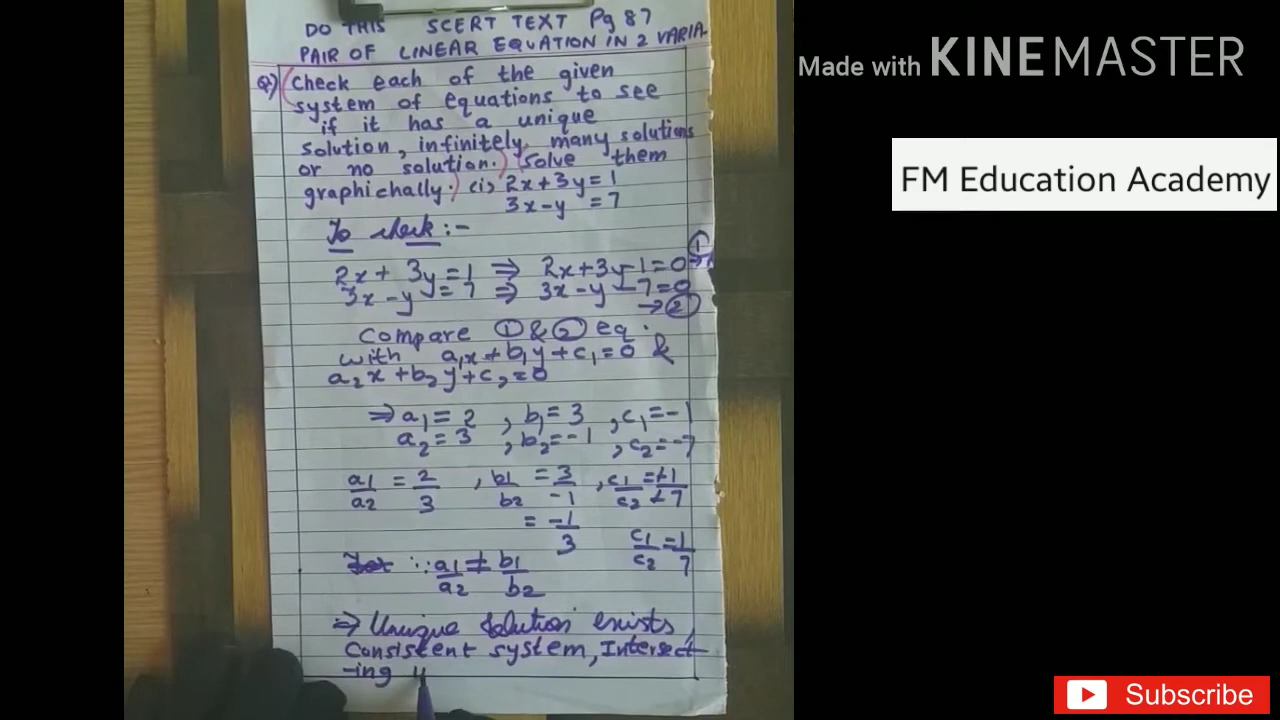 DO THIS SCERT TEXT Pg 87
PAIR OF LINEAR EQUATION IN 2 VARIA
Q) (Check each of the given
system of equations to see
if it has a unique
solution, infinitely many solutions
or no solution.) (Solve them
graphichally.) (i) 2x+3y=1
3x-y =7
To check:-
2x+ 3y=1 ⇒ 2x+3y-1=0→①
3x-y =7 ⇒ 3x-y-7=0
→②
Compare ①&② eq.
with a₁x+b₁y+c₁=0 &
a₂x+b₂y+c₂=0
⇒a₁=2 , b₁=3 , c₁=-1
a₂=3 , b₂=-1 , c₂=-7
a₁/a₂ = 2/3 , b₁/b₂ = 3/-1 , c₁/c₂ = -1/-7
= -1/3 c₁/c₂=1/7
∵ a₁/a₂ ≠ b₁/b₂
⇒ Unique Solution exists,
Consistent system, Intersect
-ing
Made with KINEMASTER
FM Education Academy
Subscribe